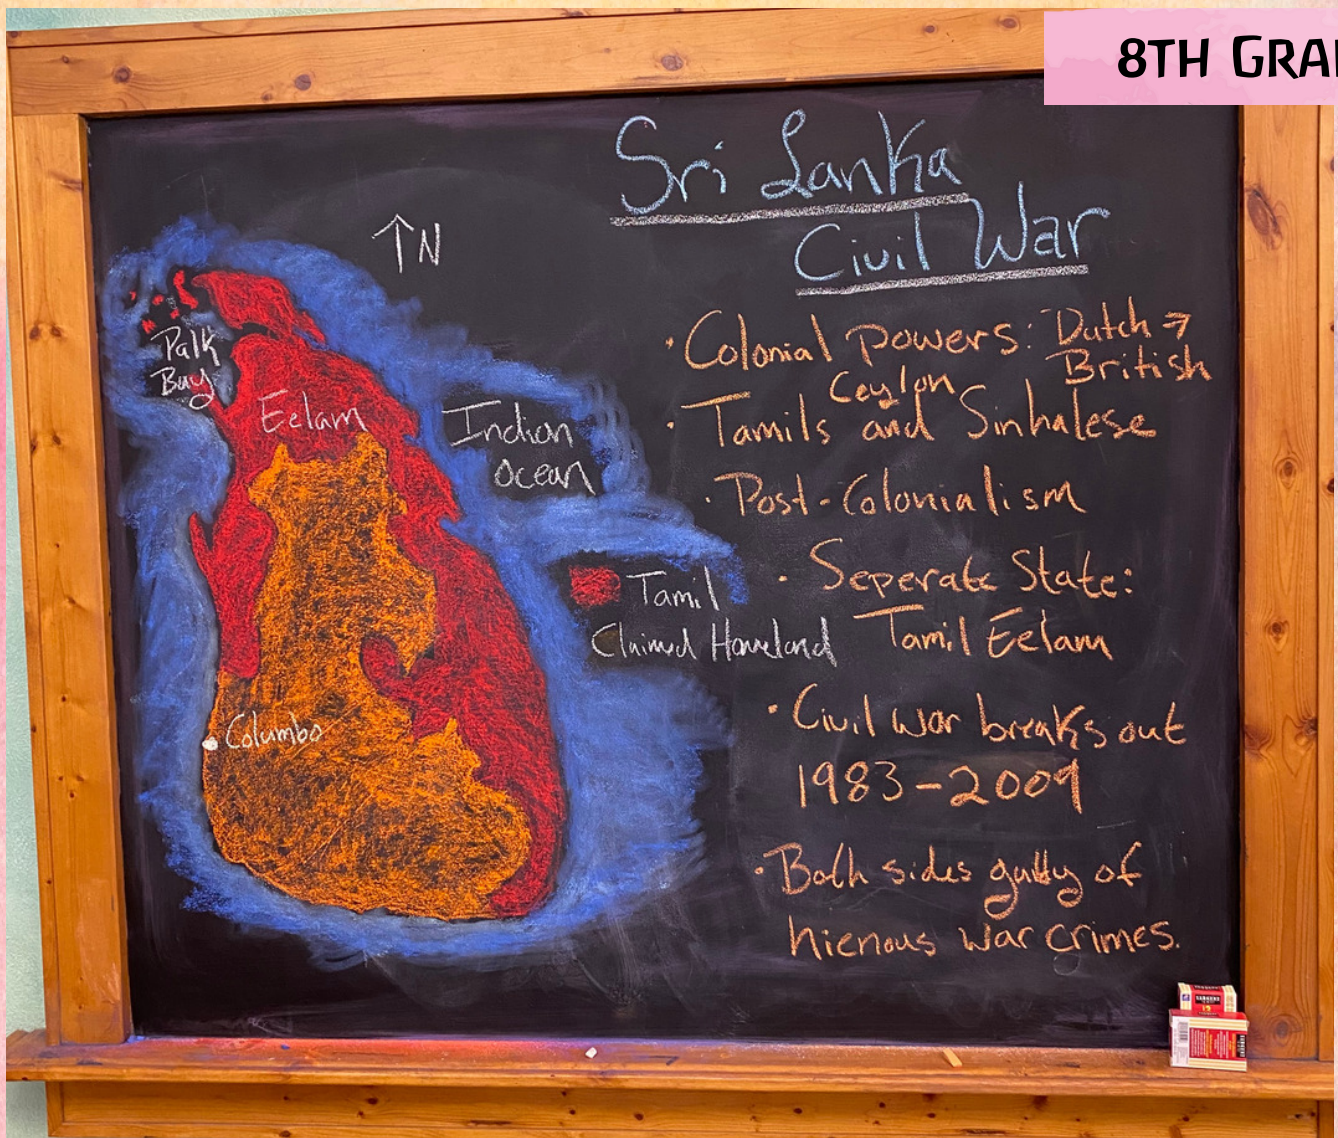 8TH GRA
Sri Lanka
Civil War
↑N
Palk
Bay
Eelam
Indian
Ocean
Tamil
Claimed Homeland
Columbo
· Colonial Powers: Dutch →
British
Ceylon
· Tamils and Sinhalese
· Post-Colonialism
· Seperate State:
Tamil Eelam
· Civil war breaks out
1983-2009
· Both sides guilty of
hienous war crimes.